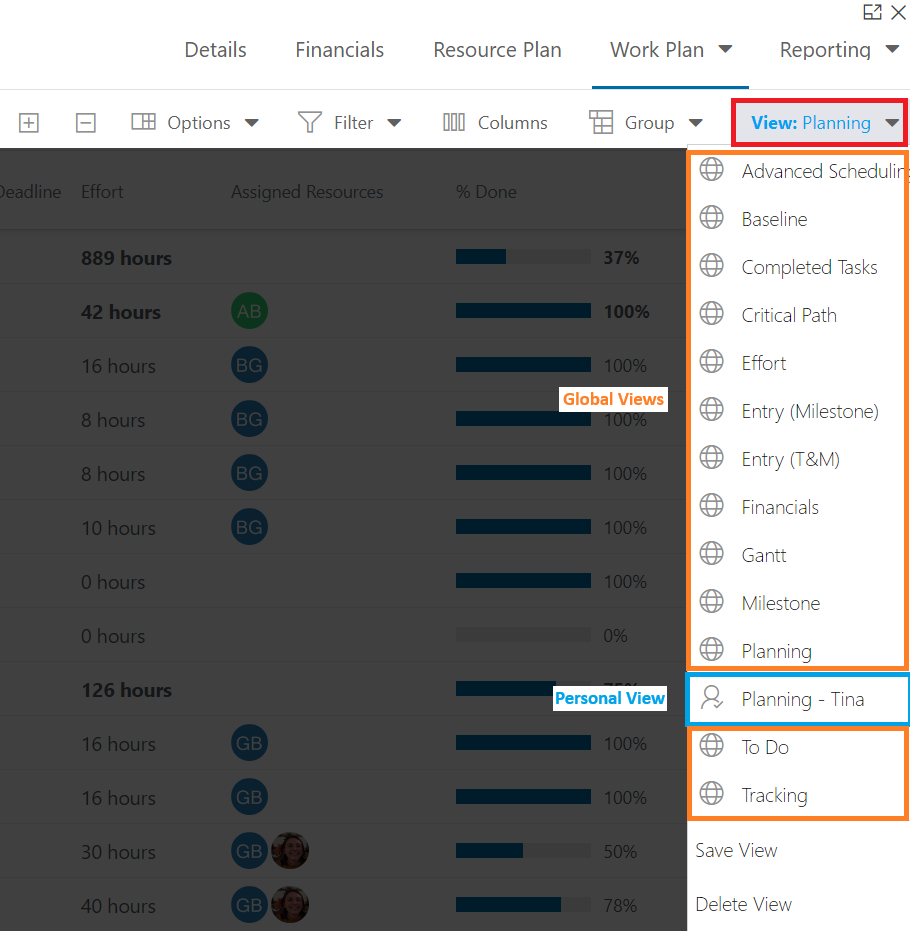 Details Financials Resource Plan Work Plan Reporting
Options Filter Columns Group View: Planning
Deadline Effort Assigned Resources % Done
889 hours 37%
42 hours AB 100%
16 hours BG 100%
8 hours BG 100%
8 hours BG 100%
10 hours BG 100%
0 hours 100%
0 hours 0%
126 hours 75%
16 hours GB 100%
16 hours GB 100%
30 hours GB 50%
40 hours GB 78%
Global Views
Personal View
Advanced Scheduling
Baseline
Completed Tasks
Critical Path
Effort
Entry (Milestone)
Entry (T&M)
Financials
Gantt
Milestone
Planning
Planning - Tina
To Do
Tracking
Save View
Delete View